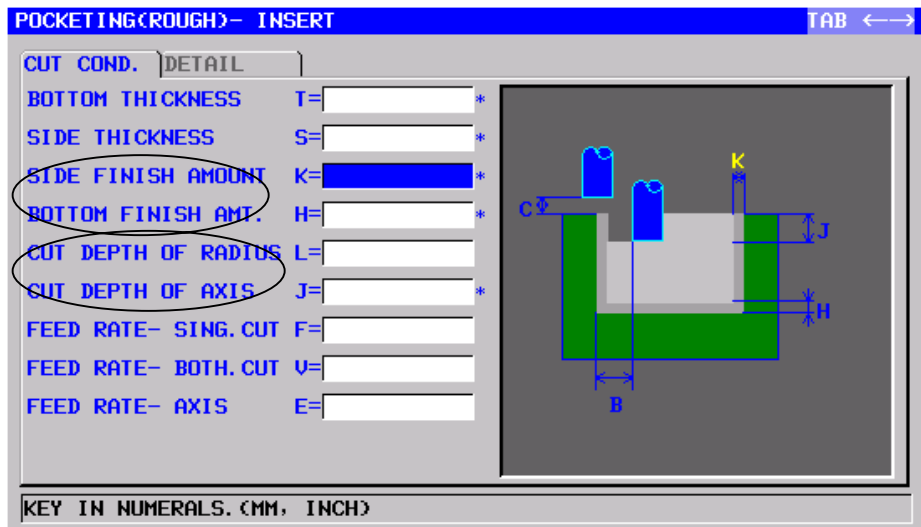 POCKETING(ROUGH)- INSERT TAB ←→
CUT COND. DETAIL
BOTTOM THICKNESS T= *
SIDE THICKNESS S= *
SIDE FINISH AMOUNT K= *
BOTTOM FINISH AMT. H= *
CUT DEPTH OF RADIUS L=
CUT DEPTH OF AXIS J= *
FEED RATE- SING.CUT F=
FEED RATE- BOTH.CUT V=
FEED RATE- AXIS E=
K
C
J
H
B
KEY IN NUMERALS.(MM, INCH)